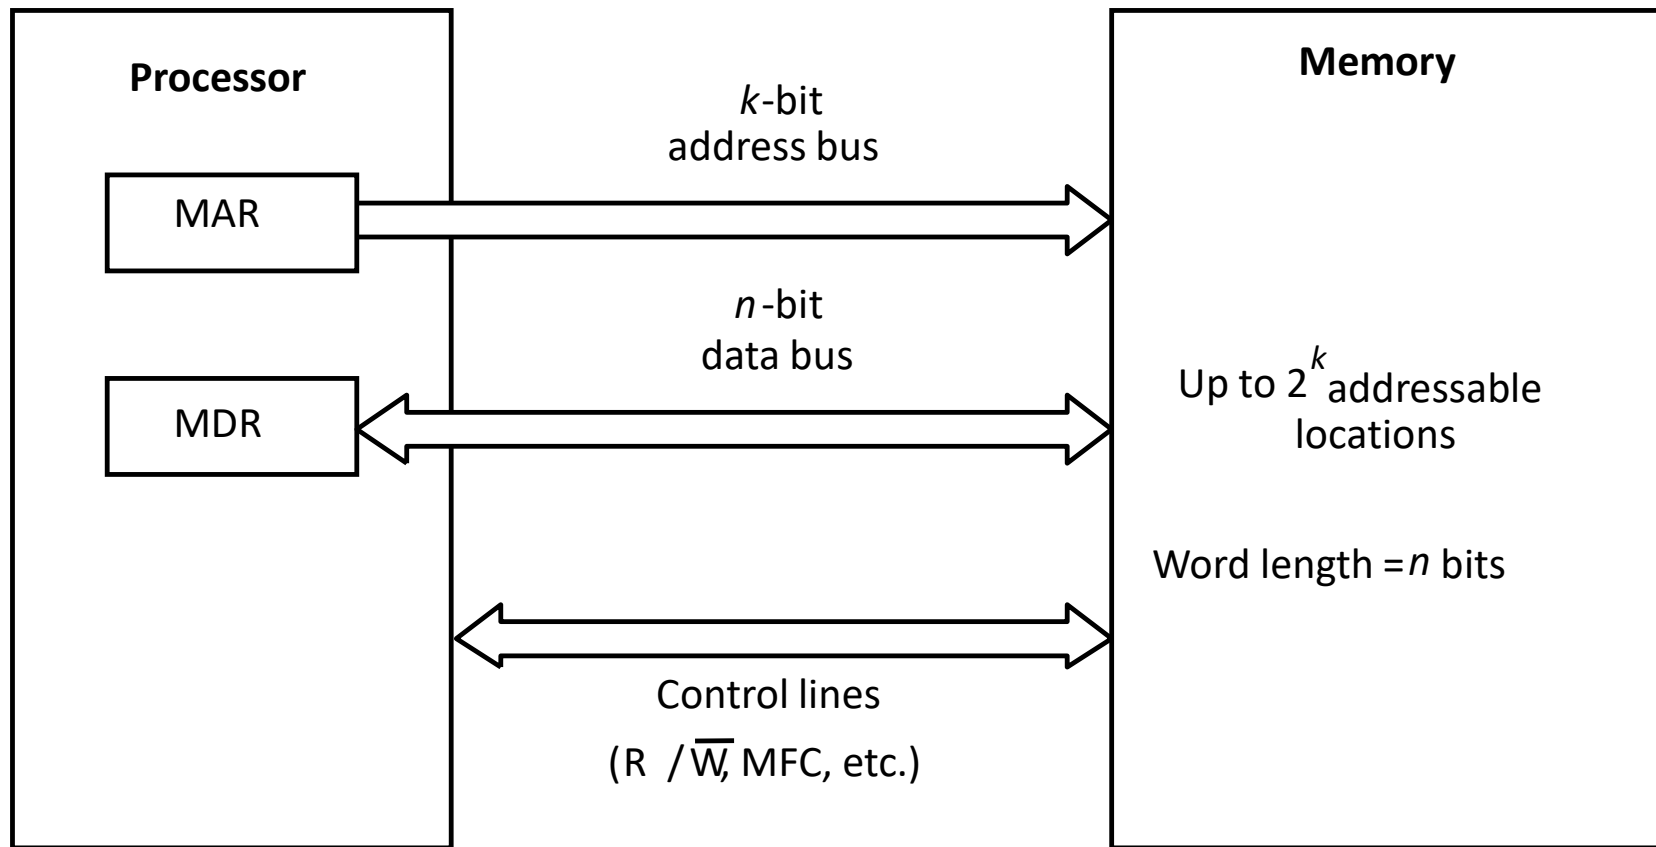 Processor
MAR
MDR
k-bit
address bus
n-bit
data bus
Control lines
(R / W̅, MFC, etc.)
Memory
Up to 2^k addressable
locations
Word length = n bits